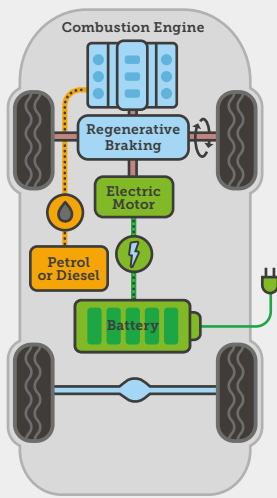 Combustion Engine
Regenerative
Braking
Electric
Motor
Petrol
or Diesel
Battery